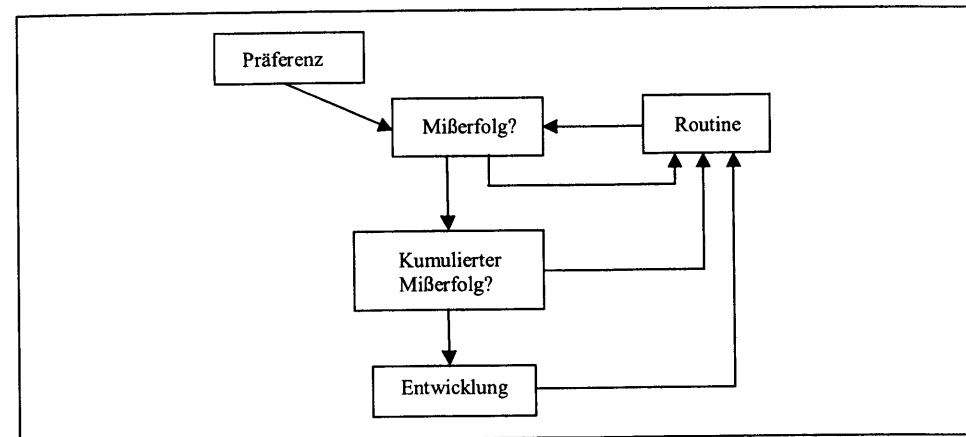 Präferenz
Mißerfolg?
Routine
Kumulierter
Mißerfolg?
Entwicklung